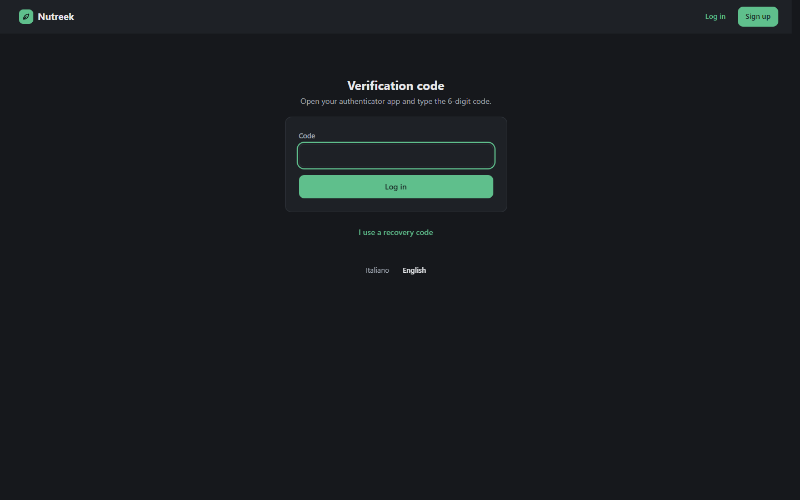 Nutreek
Log in
Sign up
Verification code
Open your authenticator app and type the 6-digit code.
Code
Log in
I use a recovery code
Italiano
English